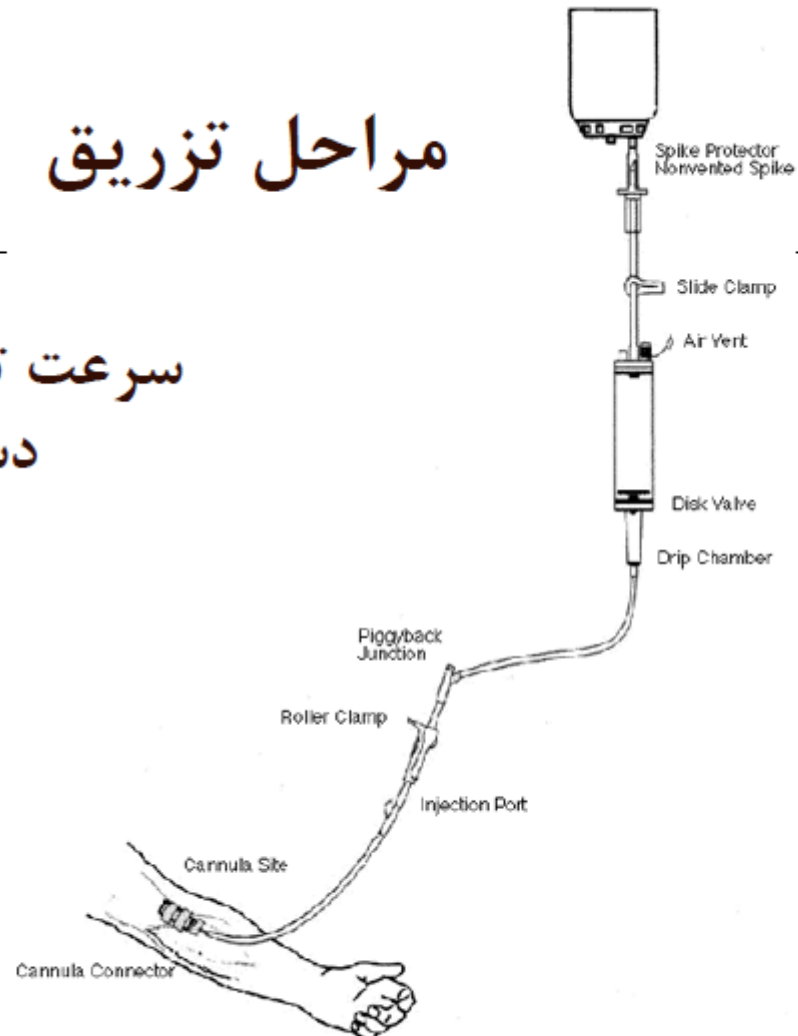 مراحل تزریق
Spike Protector
Nonvented Spike
Slide Clamp
Air Vent
سرعت
Disk Valve
Drip Chamber
Piggyback
Junction
Roller Clamp
Injection Port
Cannula Site
Cannula Connector